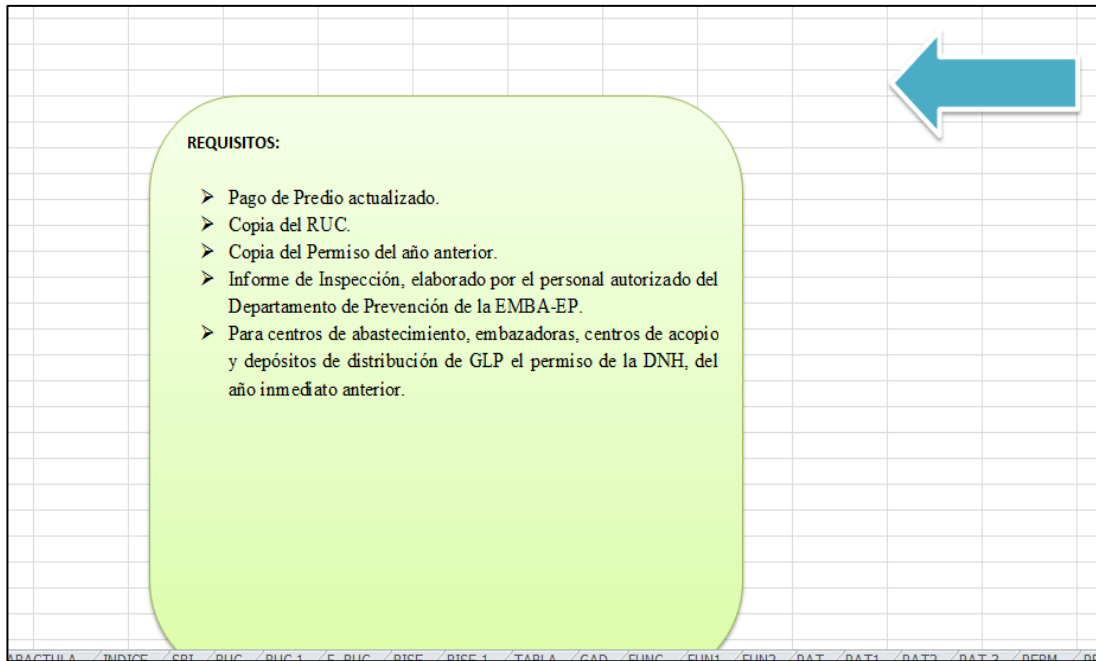 REQUISITOS:
➢ Pago de Predio actualizado.
➢ Copia del RUC.
➢ Copia del Permiso del año anterior.
➢ Informe de Inspección, elaborado por el personal autorizado del
Departamento de Prevención de la EMBA-EP.
➢ Para centros de abastecimiento, embazadoras, centros de acopio
y depósitos de distribución de GLP el permiso de la DNH, del
año inmediato anterior.
INDICE SRI RUC RUC 1 E_RUC RISE RISE 1 TABLA GAD FUNC FUN1 FUN2 PAT PAT1 PAT2 PAT 3 PERM